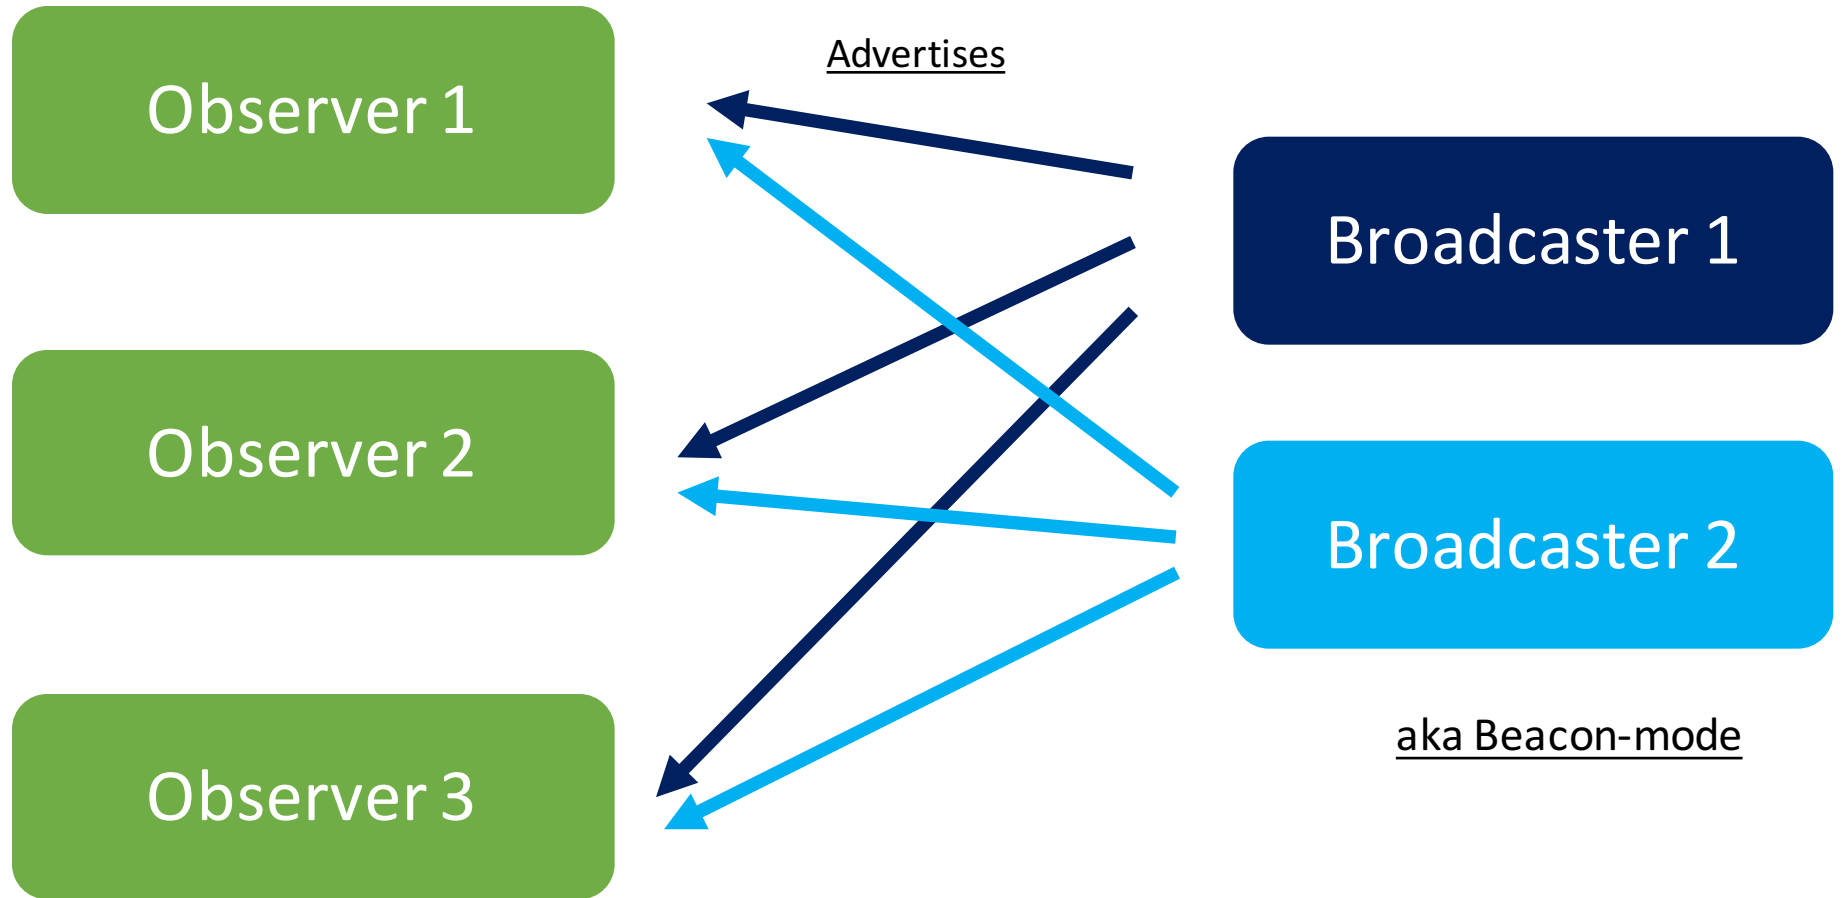 Advertises
Observer 1
Broadcaster 1
Observer 2
Broadcaster 2
aka Beacon-mode
Observer 3